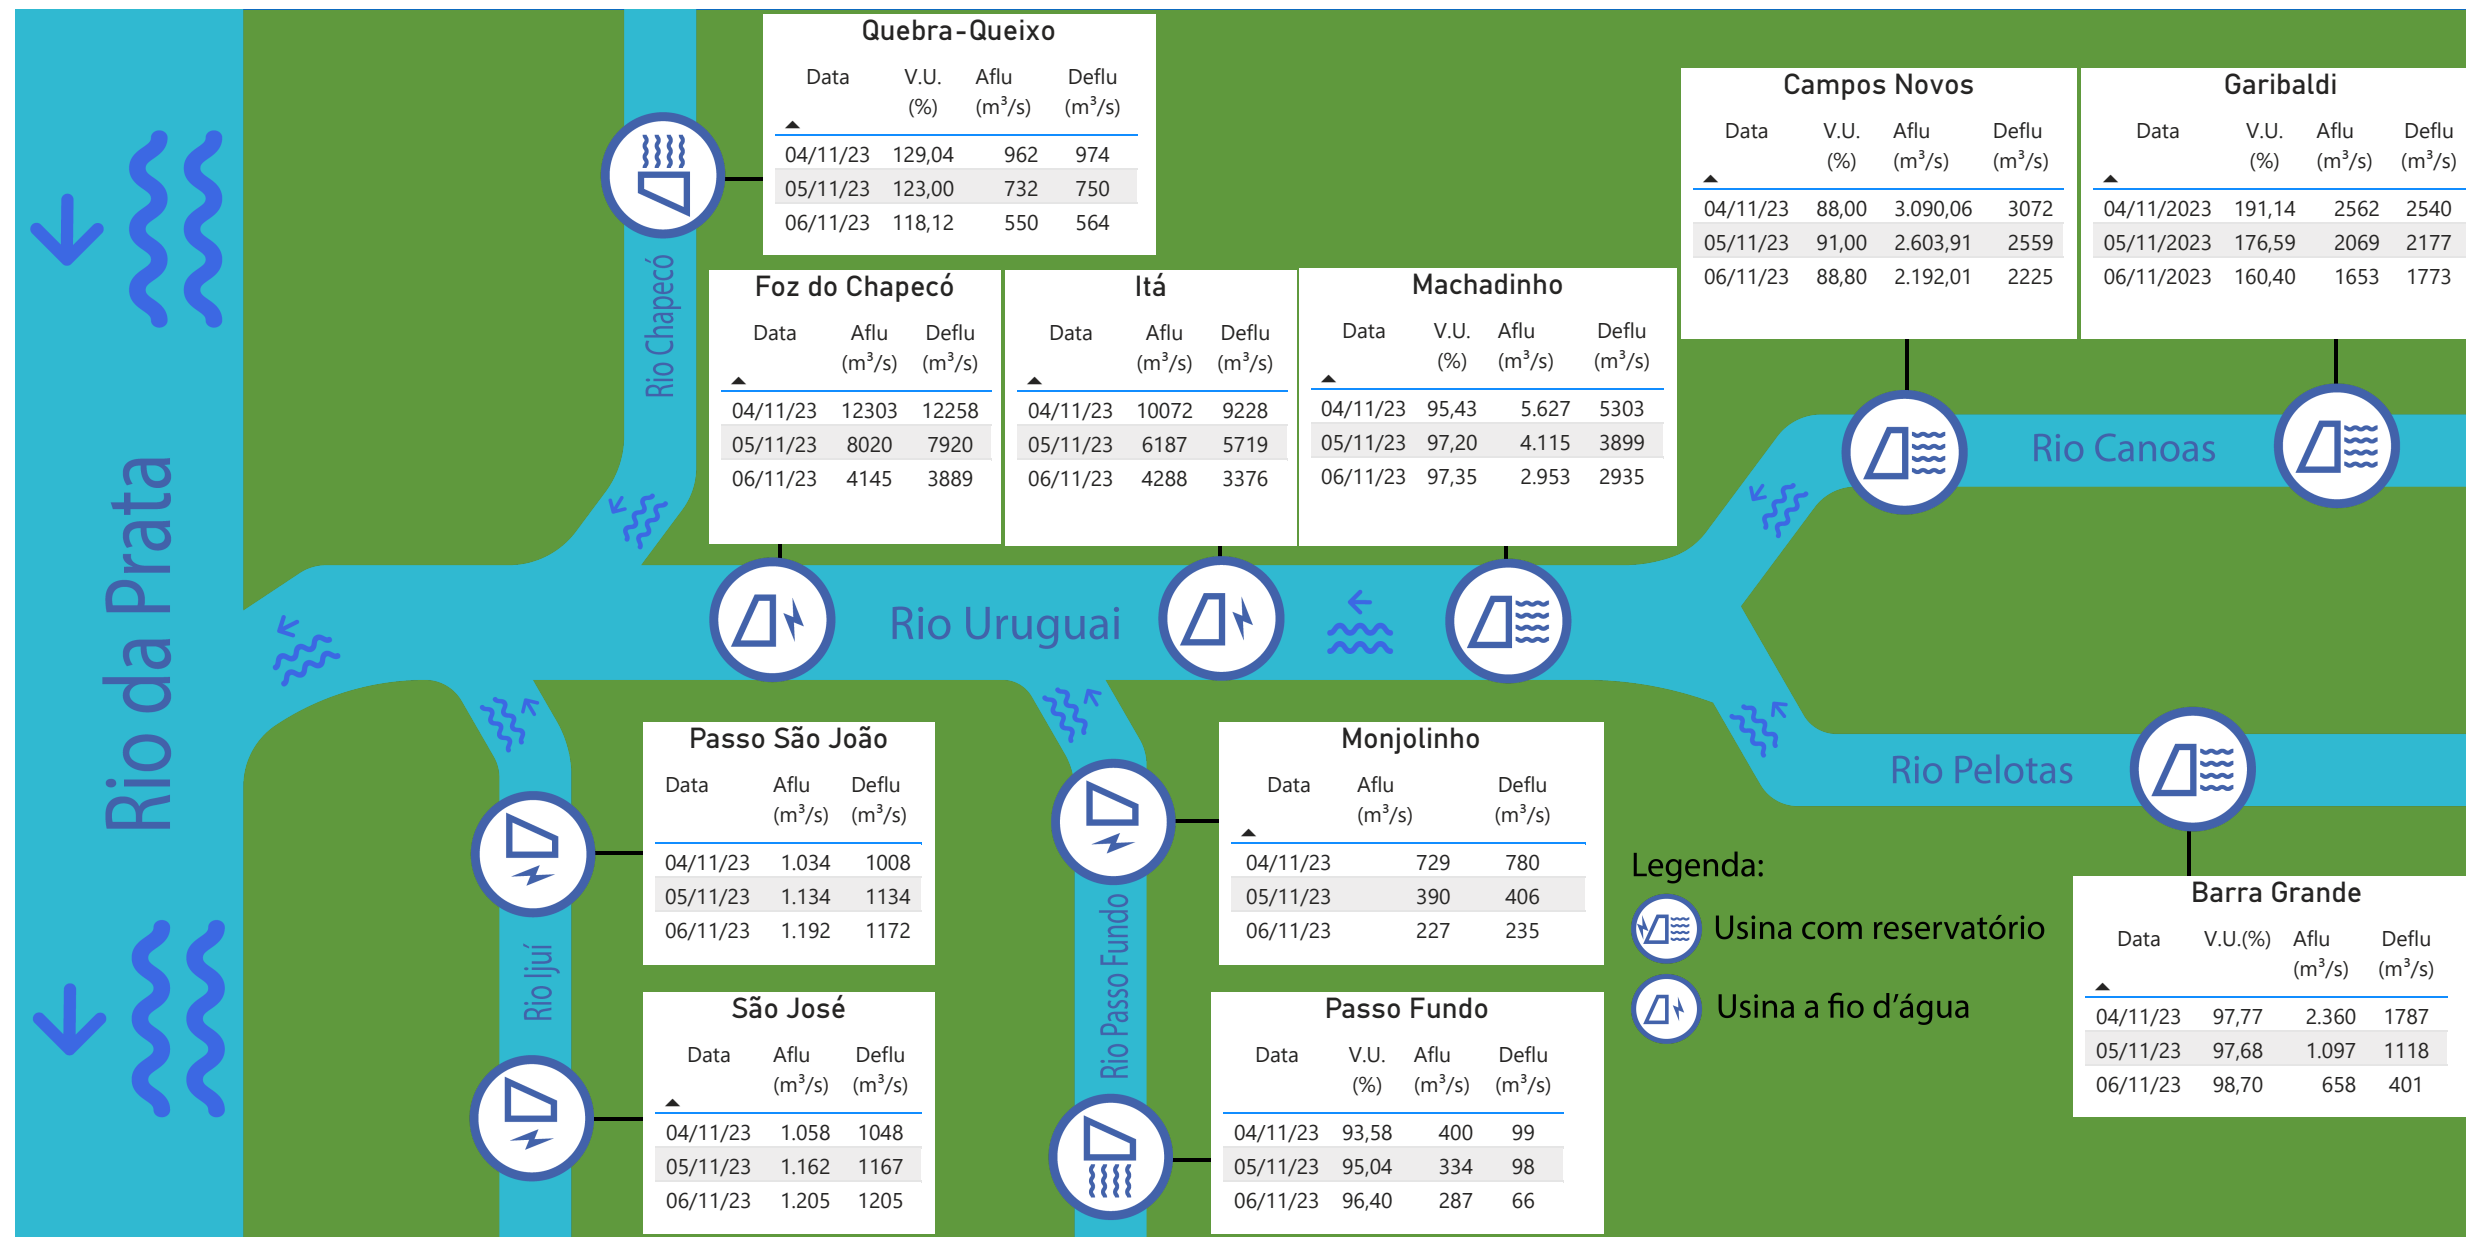 Quebra-Queixo
Data V.U. (%) Aflu (m³/s) Deflu (m³/s)
04/11/23 129,04 962 974
05/11/23 123,00 732 750
06/11/23 118,12 550 564
Campos Novos
Data V.U. (%) Aflu (m³/s) Deflu (m³/s)
04/11/23 88,00 3.090,06 3072
05/11/23 91,00 2.603,91 2559
06/11/23 88,80 2.192,01 2225
Garibaldi
Data V.U. (%) Aflu (m³/s) Deflu (m³/s)
04/11/2023 191,14 2562 2540
05/11/2023 176,59 2069 2177
06/11/2023 160,40 1653 1773
Rio Chapecó
Foz do Chapecó
Data Aflu (m³/s) Deflu (m³/s)
04/11/23 12303 12258
05/11/23 8020 7920
06/11/23 4145 3889
Itá
Data Aflu (m³/s) Deflu (m³/s)
04/11/23 10072 9228
05/11/23 6187 5719
06/11/23 4288 3376
Machadinho
Data V.U. (%) Aflu (m³/s) Deflu (m³/s)
04/11/23 95,43 5.627 5303
05/11/23 97,20 4.115 3899
06/11/23 97,35 2.953 2935
Rio Canoas
Rio da Prata
Rio Uruguai
Rio Pelotas
Passo São João
Data Aflu (m³/s) Deflu (m³/s)
04/11/23 1.034 1008
05/11/23 1.134 1134
06/11/23 1.192 1172
Monjolinho
Data Aflu (m³/s) Deflu (m³/s)
04/11/23 729 780
05/11/23 390 406
06/11/23 227 235
Rio Ijuí
Rio Passo Fundo
São José
Data Aflu (m³/s) Deflu (m³/s)
04/11/23 1.058 1048
05/11/23 1.162 1167
06/11/23 1.205 1205
Passo Fundo
Data V.U. (%) Aflu (m³/s) Deflu (m³/s)
04/11/23 93,58 400 99
05/11/23 95,04 334 98
06/11/23 96,40 287 66
Legenda:
Usina com reservatório
Usina a fio d’água
Barra Grande
Data V.U.(%) Aflu (m³/s) Deflu (m³/s)
04/11/23 97,77 2.360 1787
05/11/23 97,68 1.097 1118
06/11/23 98,70 658 401